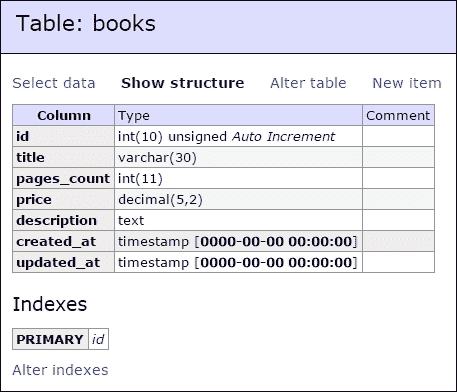 Table: books
Select data Show structure Alter table New item
Column Type Comment
id int(10) unsigned Auto Increment
title varchar(30)
pages_count int(11)
price decimal(5,2)
description text
created_at timestamp [0000-00-00 00:00:00]
updated_at timestamp [0000-00-00 00:00:00]
Indexes
PRIMARY id
Alter indexes